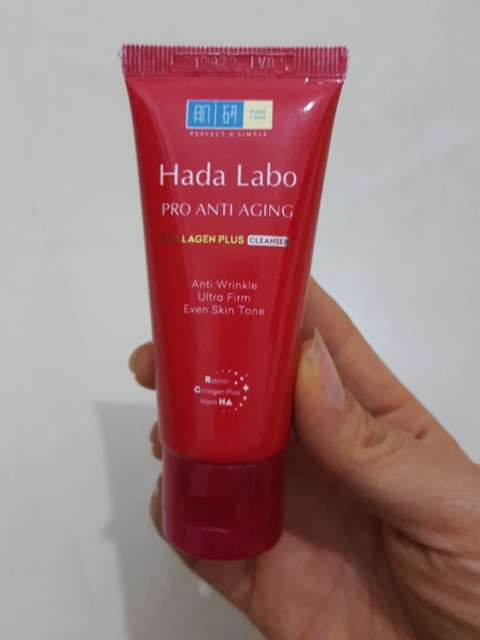 肌 研 Hada
Labo
PERFECT X SIMPLE
Hada Labo
PRO ANTI AGING
COLLAGEN PLUS CLEANSER
Anti Wrinkle
Ultra Firm
Even Skin Tone
Retinol
Collagen Plus
Nano HA